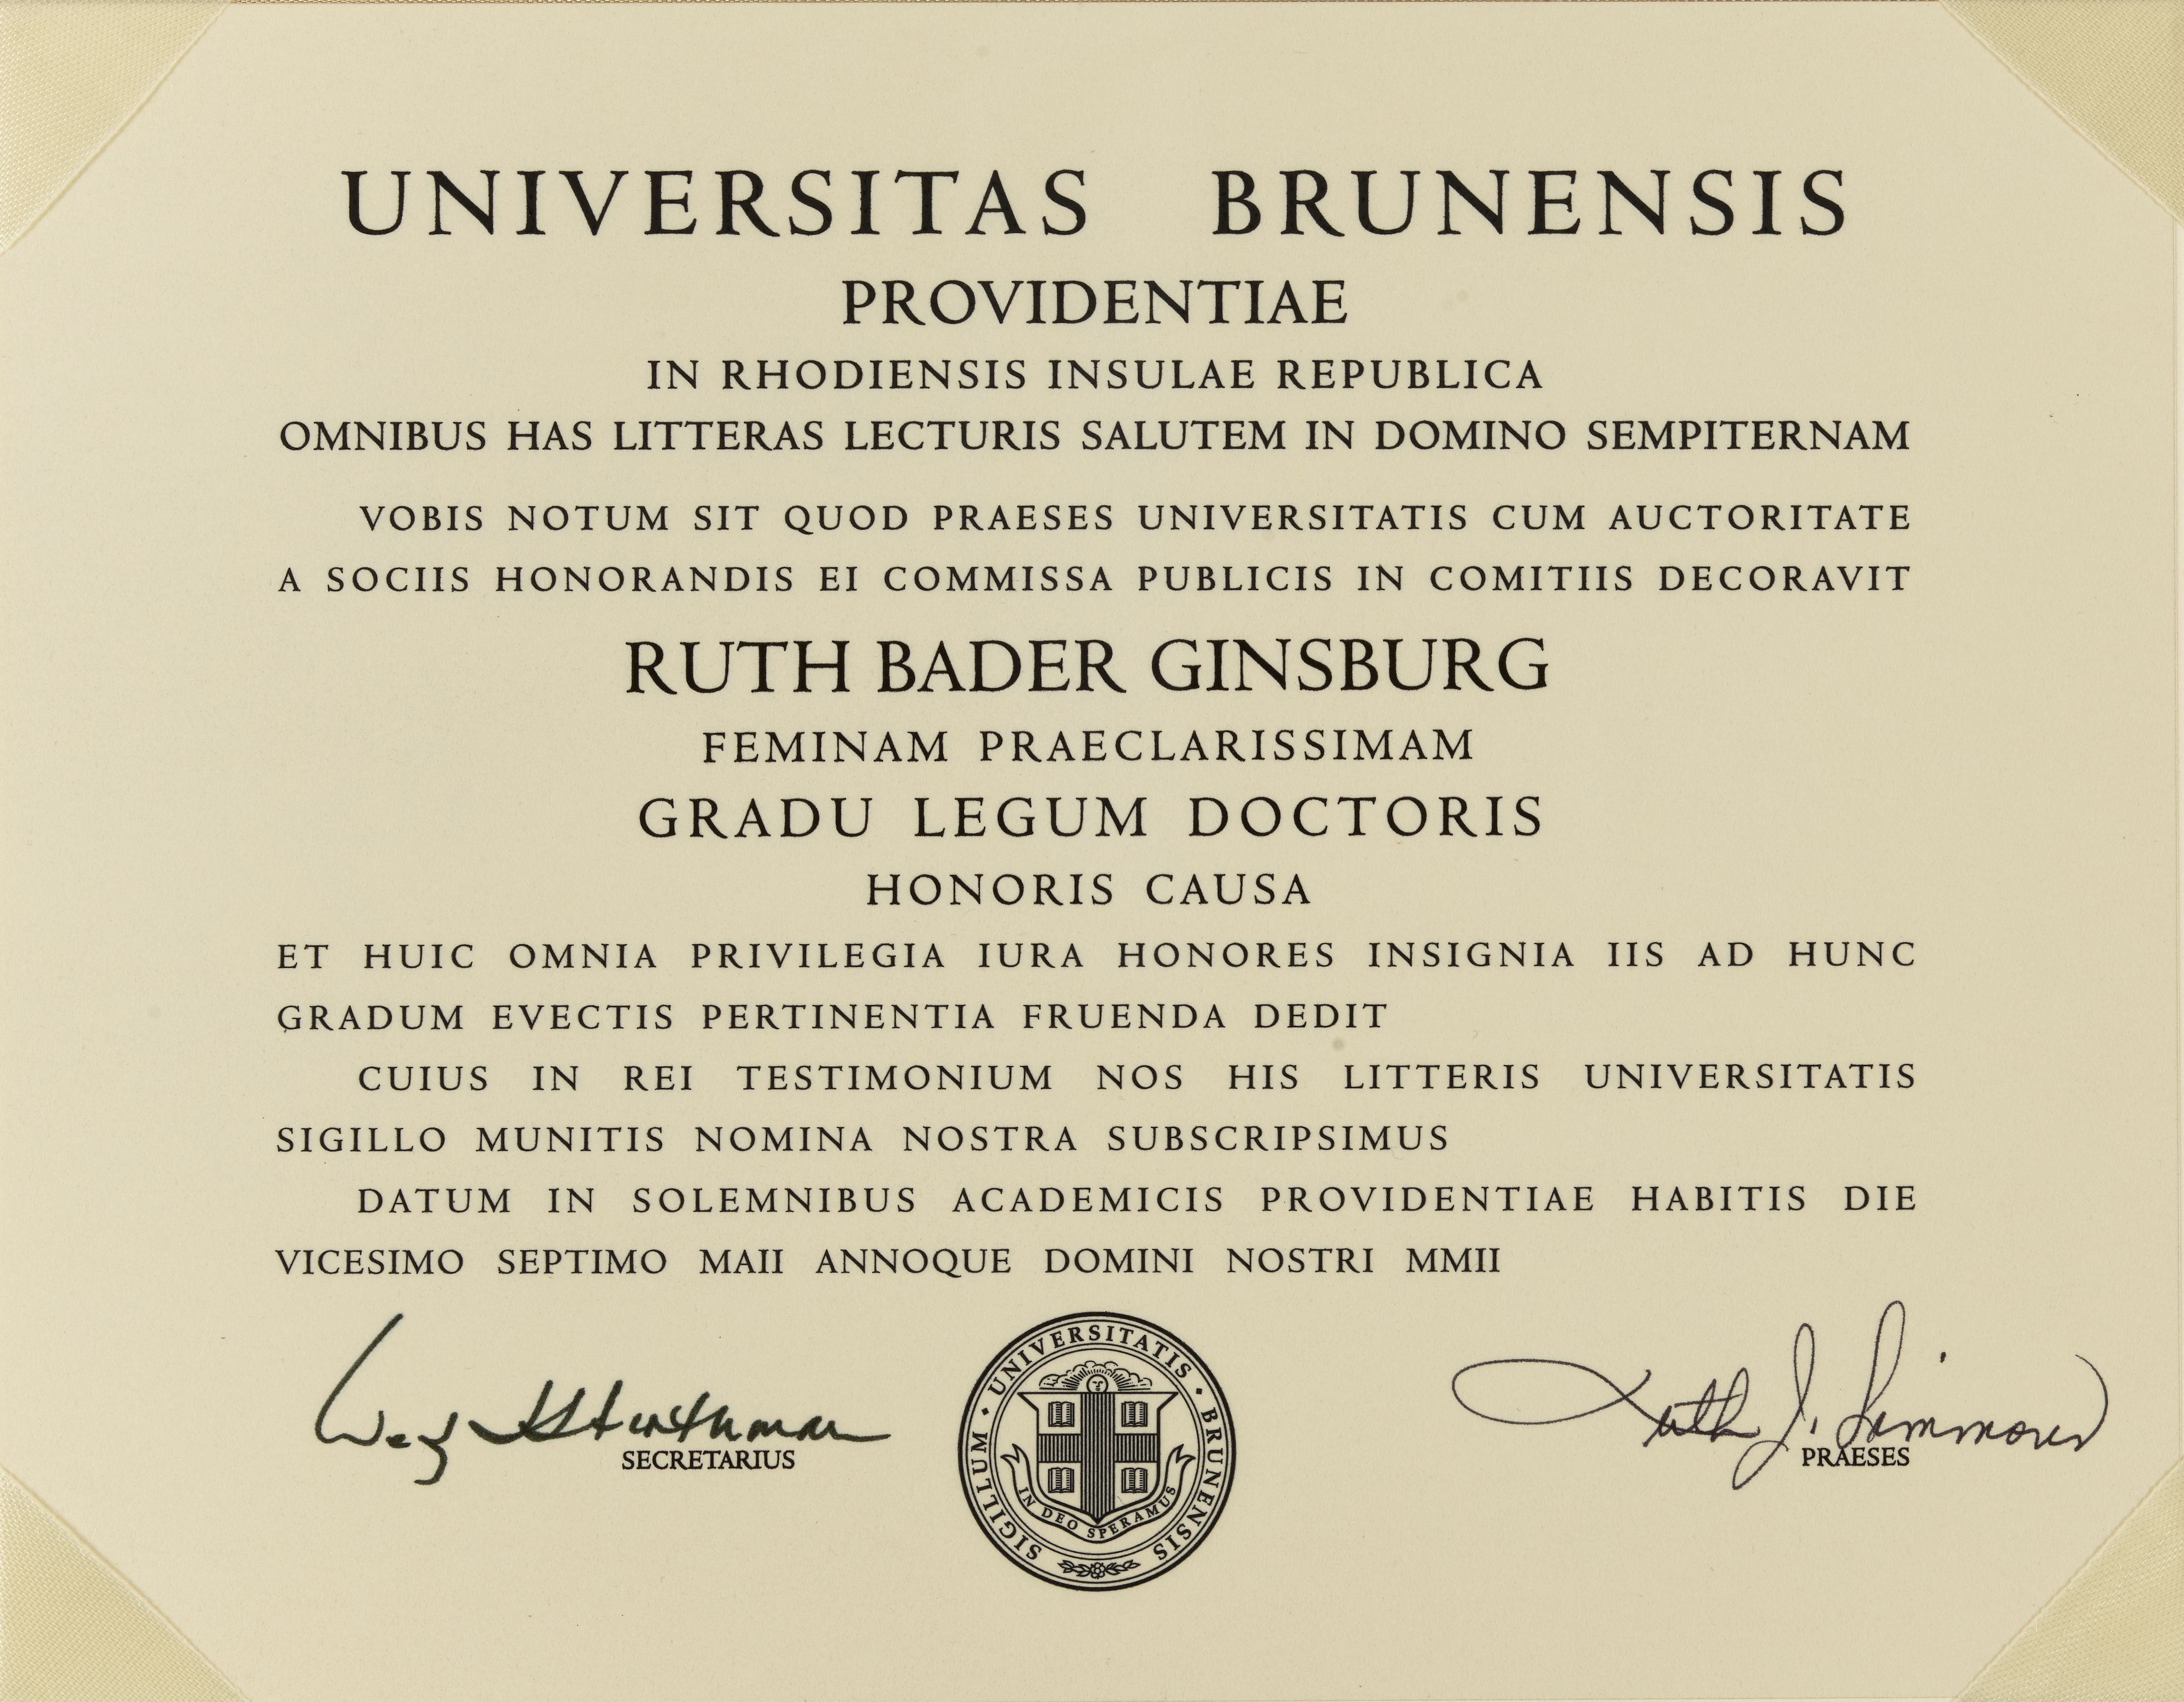 UNIVERSITAS BRUNENSIS
PROVIDENTIAE
IN RHODIENSIS INSULAE REPUBLICA
OMNIBUS HAS LITTERAS LECTURIS SALUTEM IN DOMINO SEMPITERNAM
VOBIS NOTUM SIT QUOD PRAESES UNIVERSITATIS CUM AUCTORITATE
A SOCIIS HONORANDIS EI COMMISSA PUBLICIS IN COMITIIS DECORAVIT
RUTH BADER GINSBURG
FEMINAM PRAECLARISSIMAM
GRADU LEGUM DOCTORIS
HONORIS CAUSA
ET HUIC OMNIA PRIVILEGIA IURA HONORES INSIGNIA IIS AD HUNC
GRADUM EVECTIS PERTINENTIA FRUENDA DEDIT
CUIUS IN REI TESTIMONIUM NOS HIS LITTERIS UNIVERSITATIS
SIGILLO MUNITIS NOMINA NOSTRA SUBSCRIPSIMUS
DATUM IN SOLEMNIBUS ACADEMICIS PROVIDENTIAE HABITIS DIE
VICESIMO SEPTIMO MAII ANNOQUE DOMINI NOSTRI MMII
SECRETARIUS
SIGILLUM • UNIVERSITATIS • BRUNENSIS
IN DEO SPERAMUS
Ruth J. Simmons
PRAESES